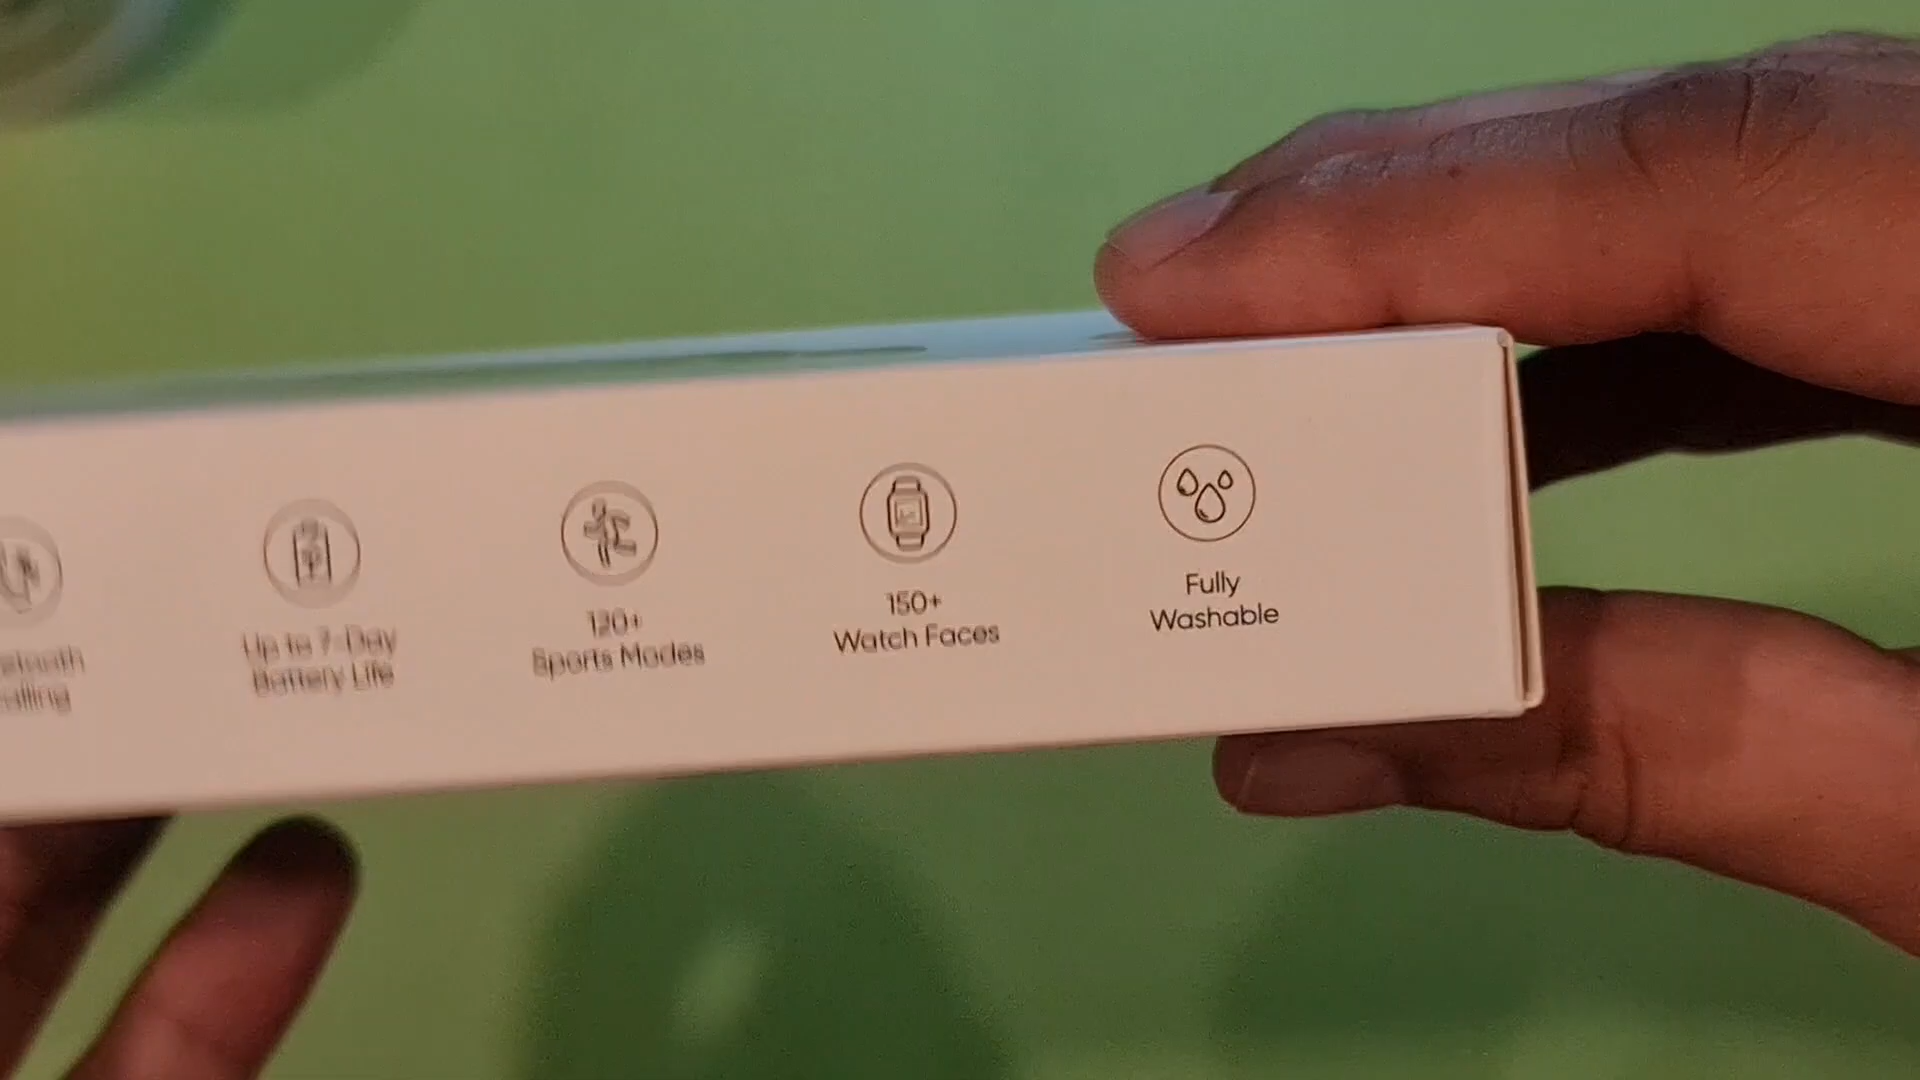 Up to 7-Day
Battery Life
120+
Sports Modes
150+
Watch Faces
Fully
Washable